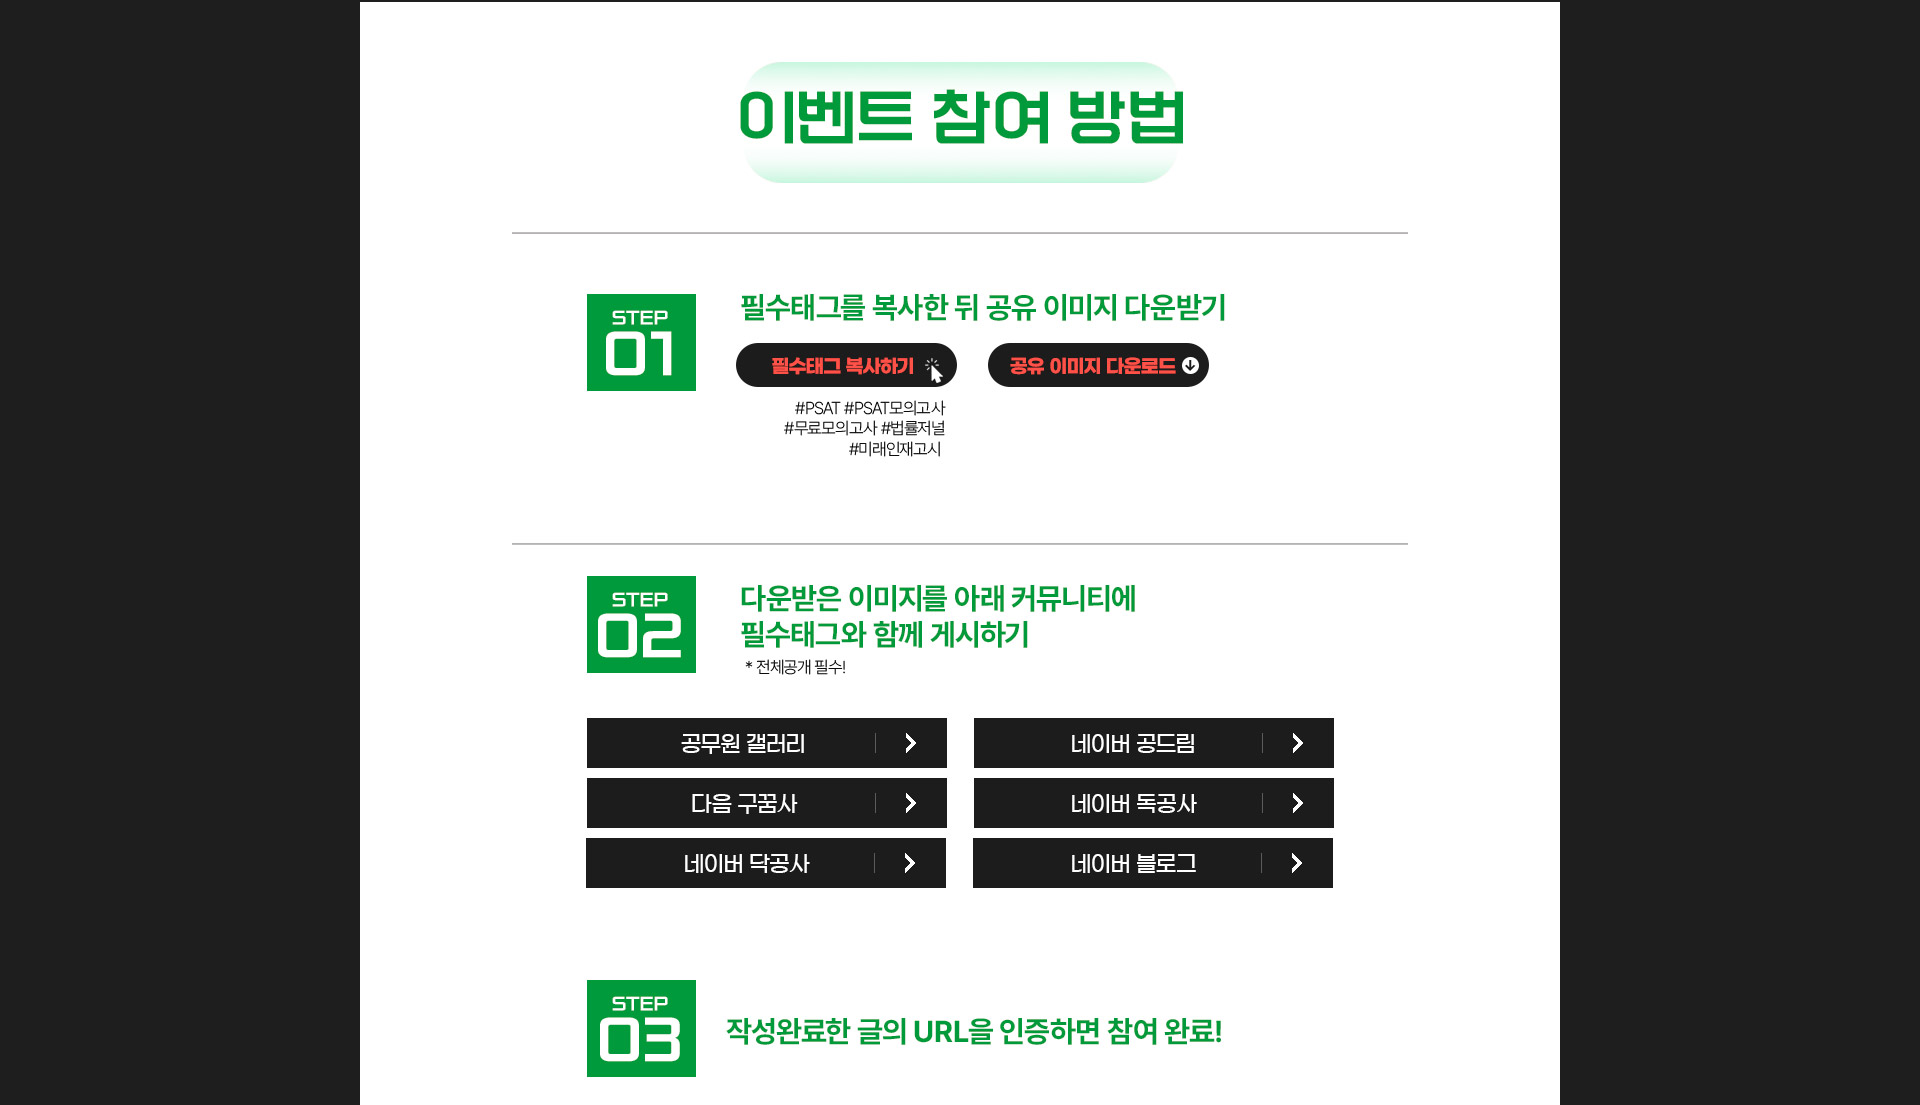 이벤트 참여 방법
STEP
01
필수태그를 복사한 뒤 공유 이미지 다운받기
필수태그 복사하기
공유 이미지 다운로드
#PSAT #PSAT모의고사
#무료모의고사 #법률저널
#미래인재고시
STEP
02
다운받은 이미지를 아래 커뮤니티에
필수태그와 함께 게시하기
* 전체공개 필수!
공무원 갤러리
네이버 공드림
다음 구꿈사
네이버 독공사
네이버 닥공사
네이버 블로그
STEP
03
작성완료한 글의 URL을 인증하면 참여 완료!